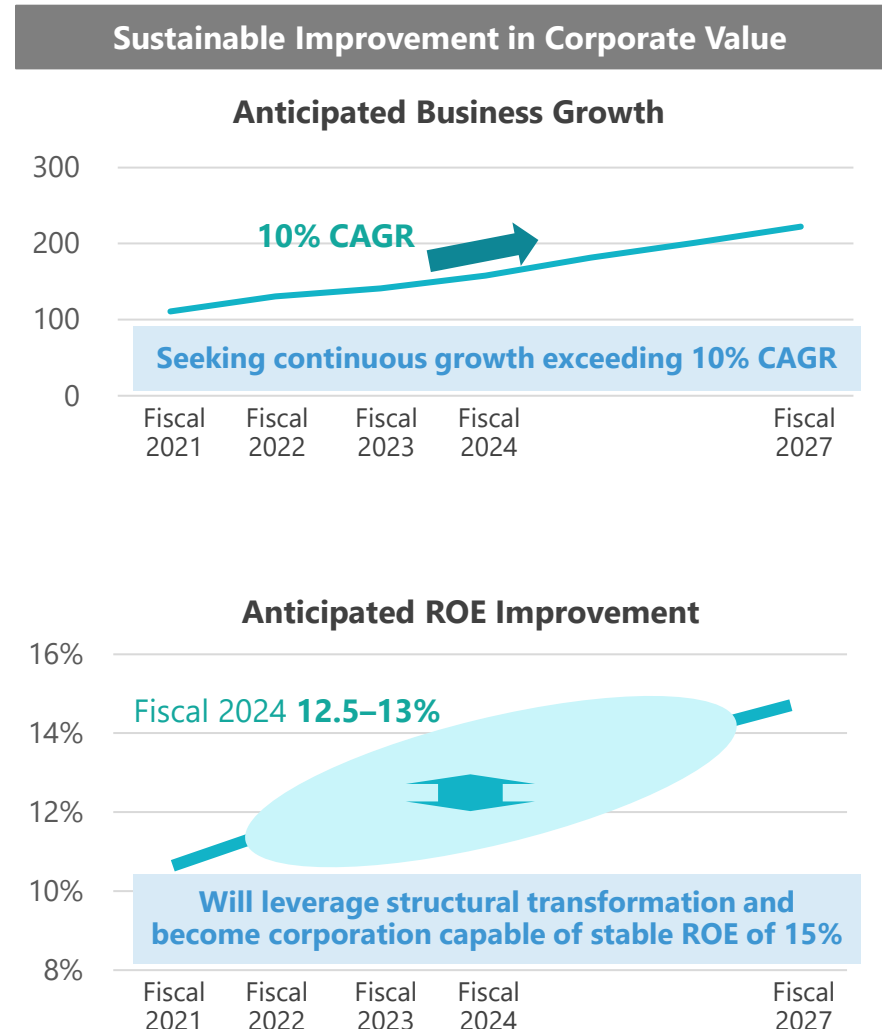 Sustainable Improvement in Corporate Value
Anticipated Business Growth
300
200
100
0
10% CAGR
Seeking continuous growth exceeding 10% CAGR
Fiscal
2021
Fiscal
2022
Fiscal
2023
Fiscal
2024
Fiscal
2027
Anticipated ROE Improvement
16%
14%
12%
10%
8%
Fiscal 2024 12.5–13%
Will leverage structural transformation and
become corporation capable of stable ROE of 15%
Fiscal
2021
Fiscal
2022
Fiscal
2023
Fiscal
2024
Fiscal
2027